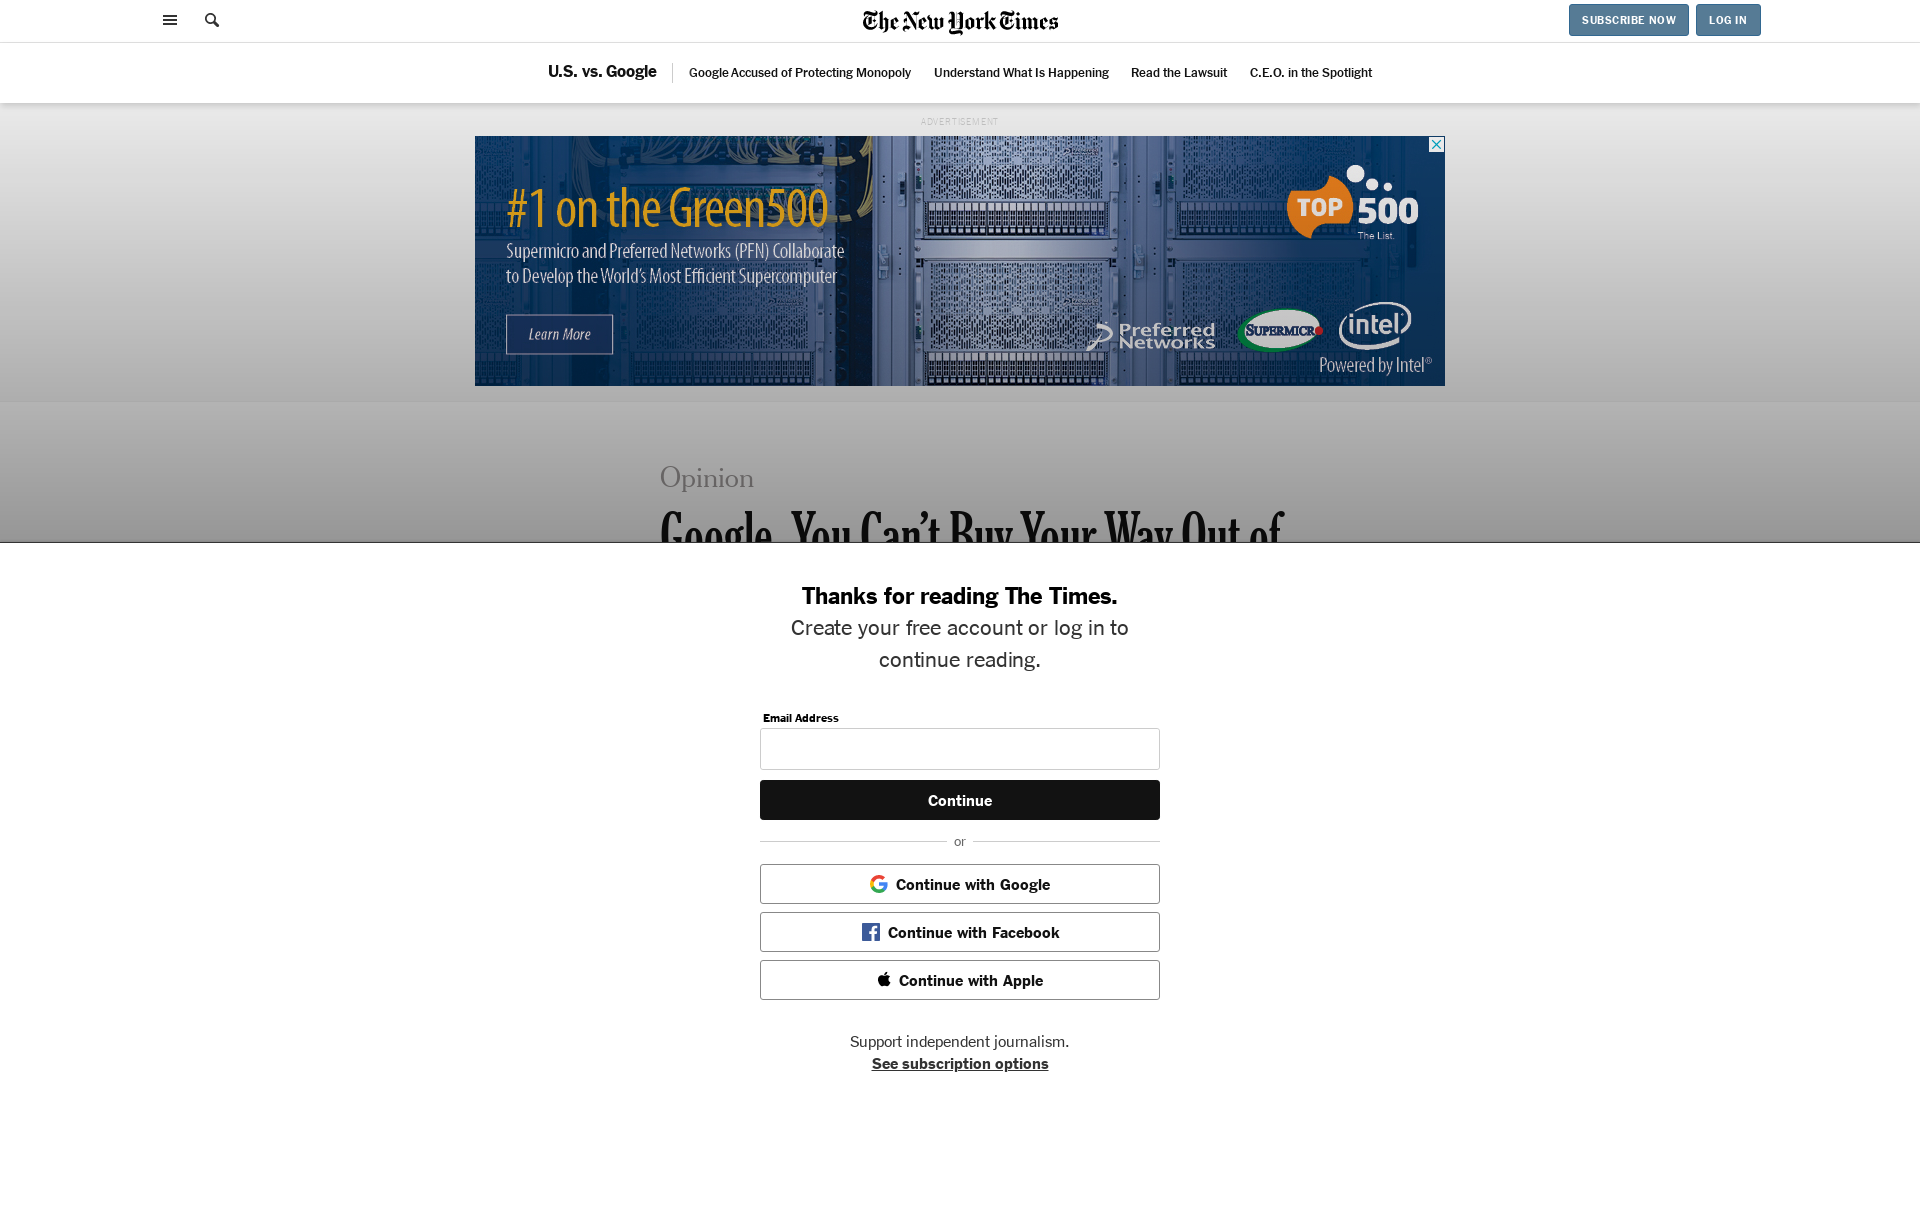 The New York Times
SUBSCRIBE NOW
LOG IN
U.S. vs. Google
Google Accused of Protecting Monopoly
Understand What Is Happening
Read the Lawsuit
C.E.O. in the Spotlight
ADVERTISEMENT
#1 on the Green500
Supermicro and Preferred Networks (PFN) Collaborate
to Develop the World's Most Efficient Supercomputer
Learn More
TOP 500
The List.
Preferred
Networks
SUPERMICRO
intel
Powered by Intel®
Opinion
Google, You Can't Buy Your Way Out of
Thanks for reading The Times.
Create your free account or log in to
continue reading.
Email Address
Continue
or
Continue with Google
Continue with Facebook
Continue with Apple
Support independent journalism.
See subscription options